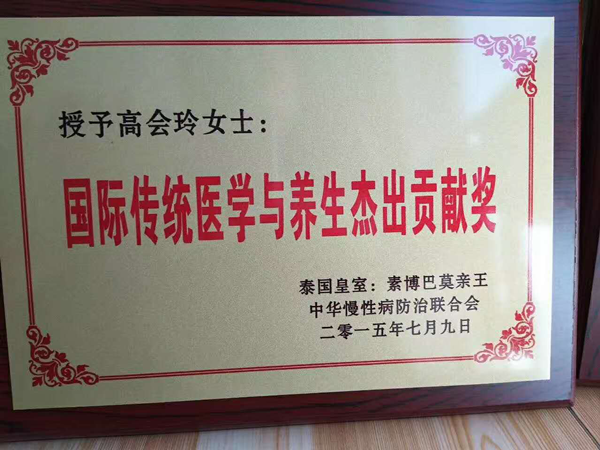 授予高会玲女士：
国际传统医学与养生杰出贡献奖
泰国皇室：素博巴莫亲王
中华慢性病防治联合会
二零一五年七月九日